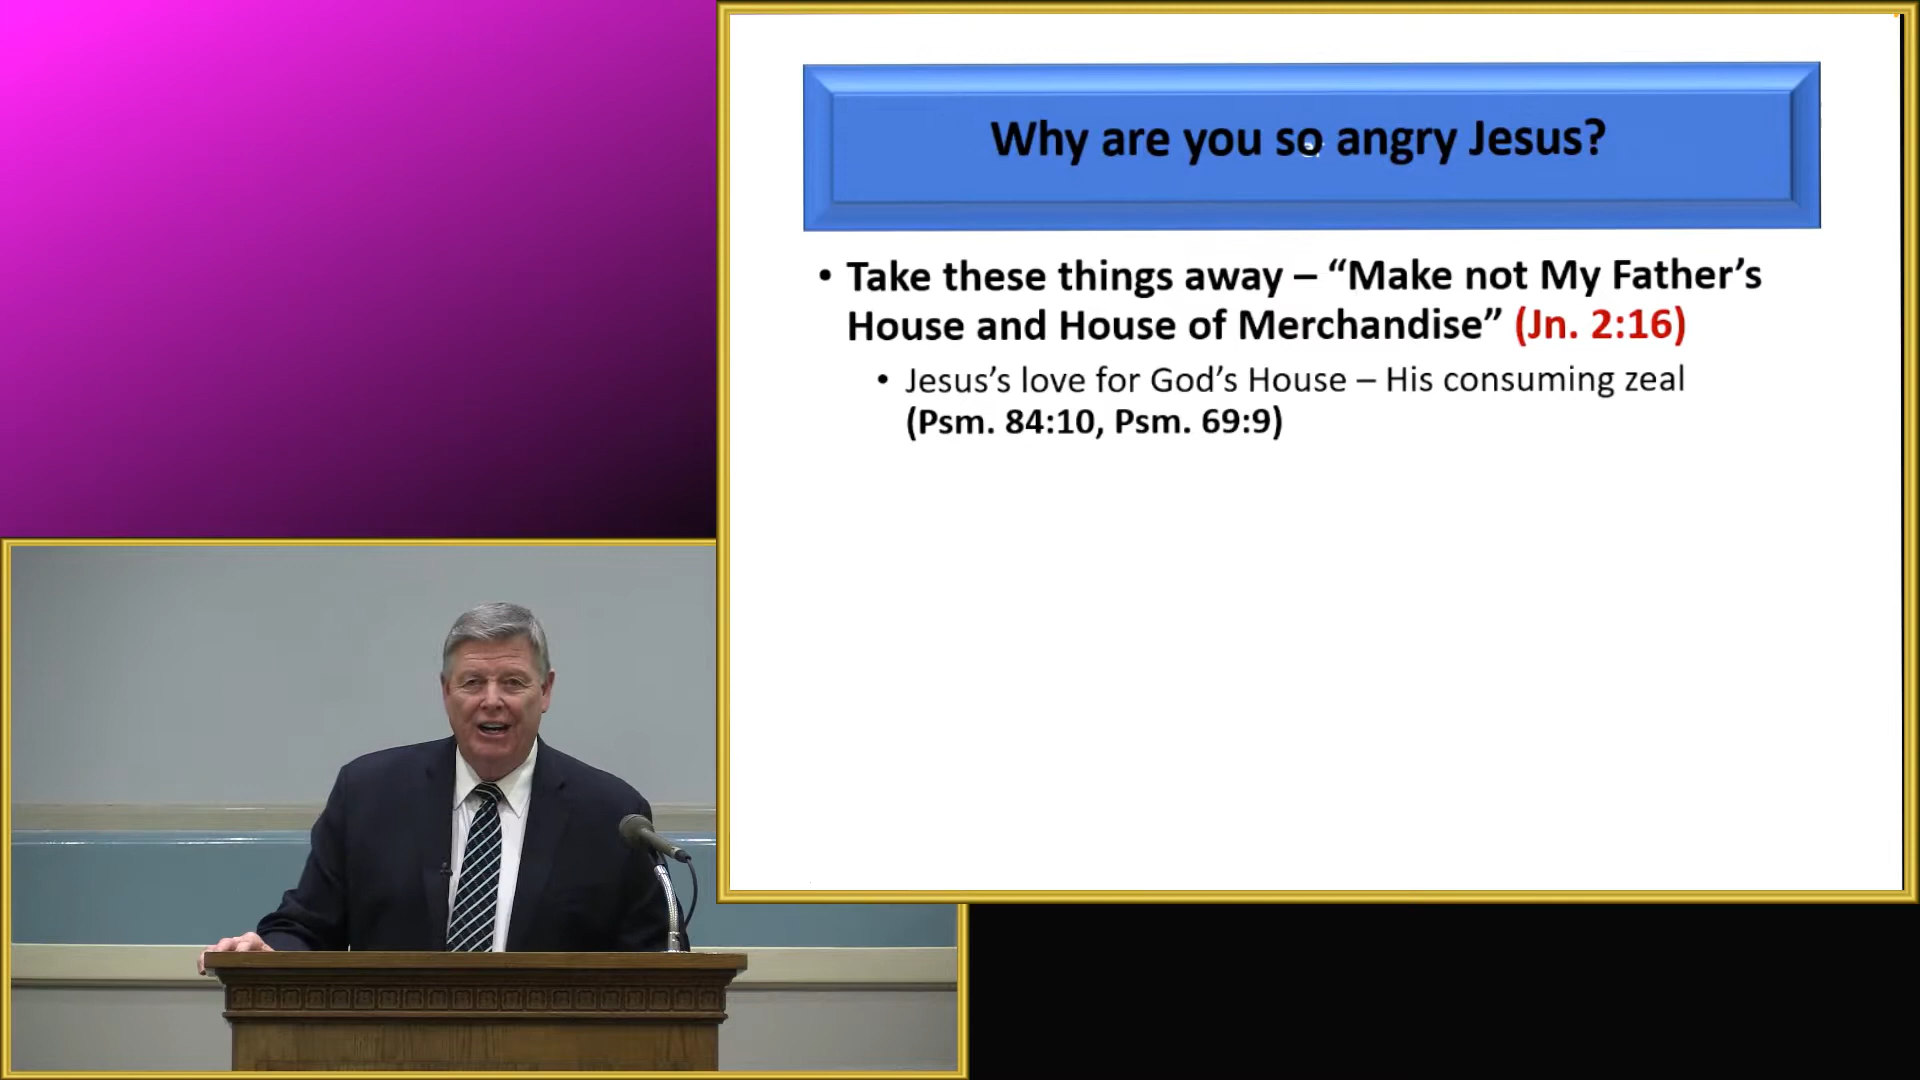 Why are you so angry Jesus?
• Take these things away – “Make not My Father’s
House and House of Merchandise” (Jn. 2:16)
• Jesus’s love for God’s House – His consuming zeal
(Psm. 84:10, Psm. 69:9)